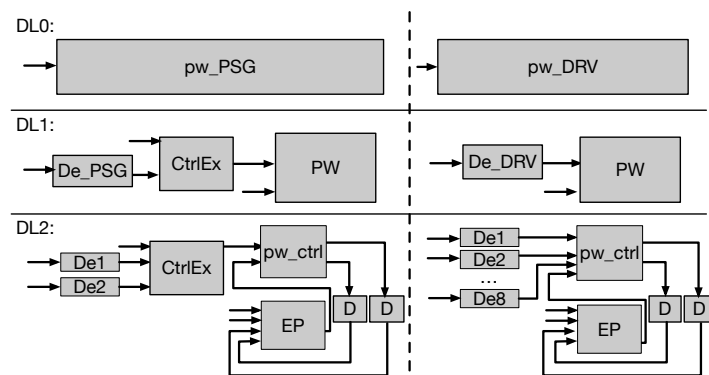 DL0:
pw_PSG
pw_DRV
DL1:
De_PSG
CtrlEx
PW
De_DRV
PW
DL2:
De1
De2
CtrlEx
pw_ctrl
EP
D
D
De1
De2
...
De8
pw_ctrl
EP
D
D